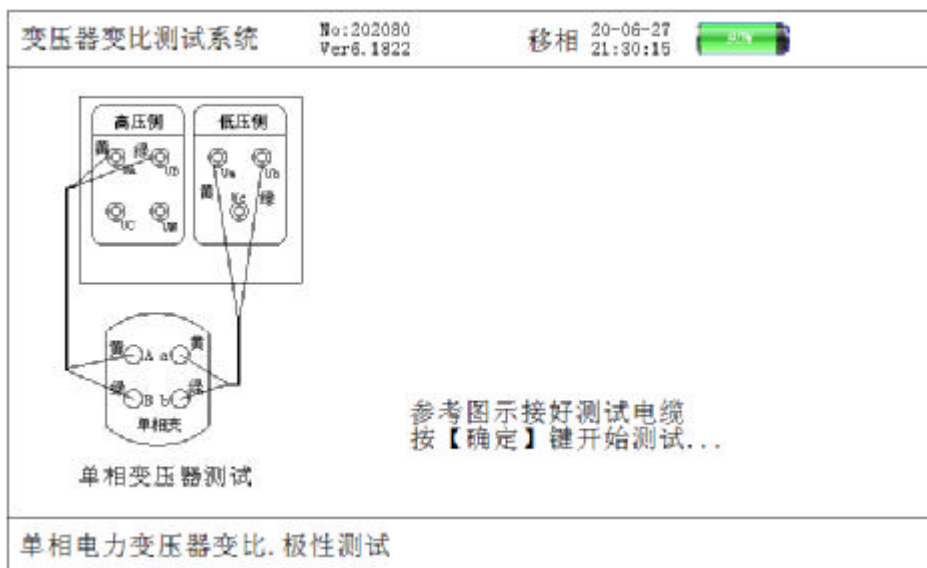 变压器变比测试系统
No:202080
Ver6.1822
移相
20-06-27
21:30:15
高压侧
低压侧
黄 绿
UA UB
Ua Ub
黄 Uc 绿
UC UM
黄 A a 黄
绿 B b 绿
单相夹
单相变压器测试
参考图示接好测试电缆
按【确定】键开始测试...
单相电力变压器变比.极性测试